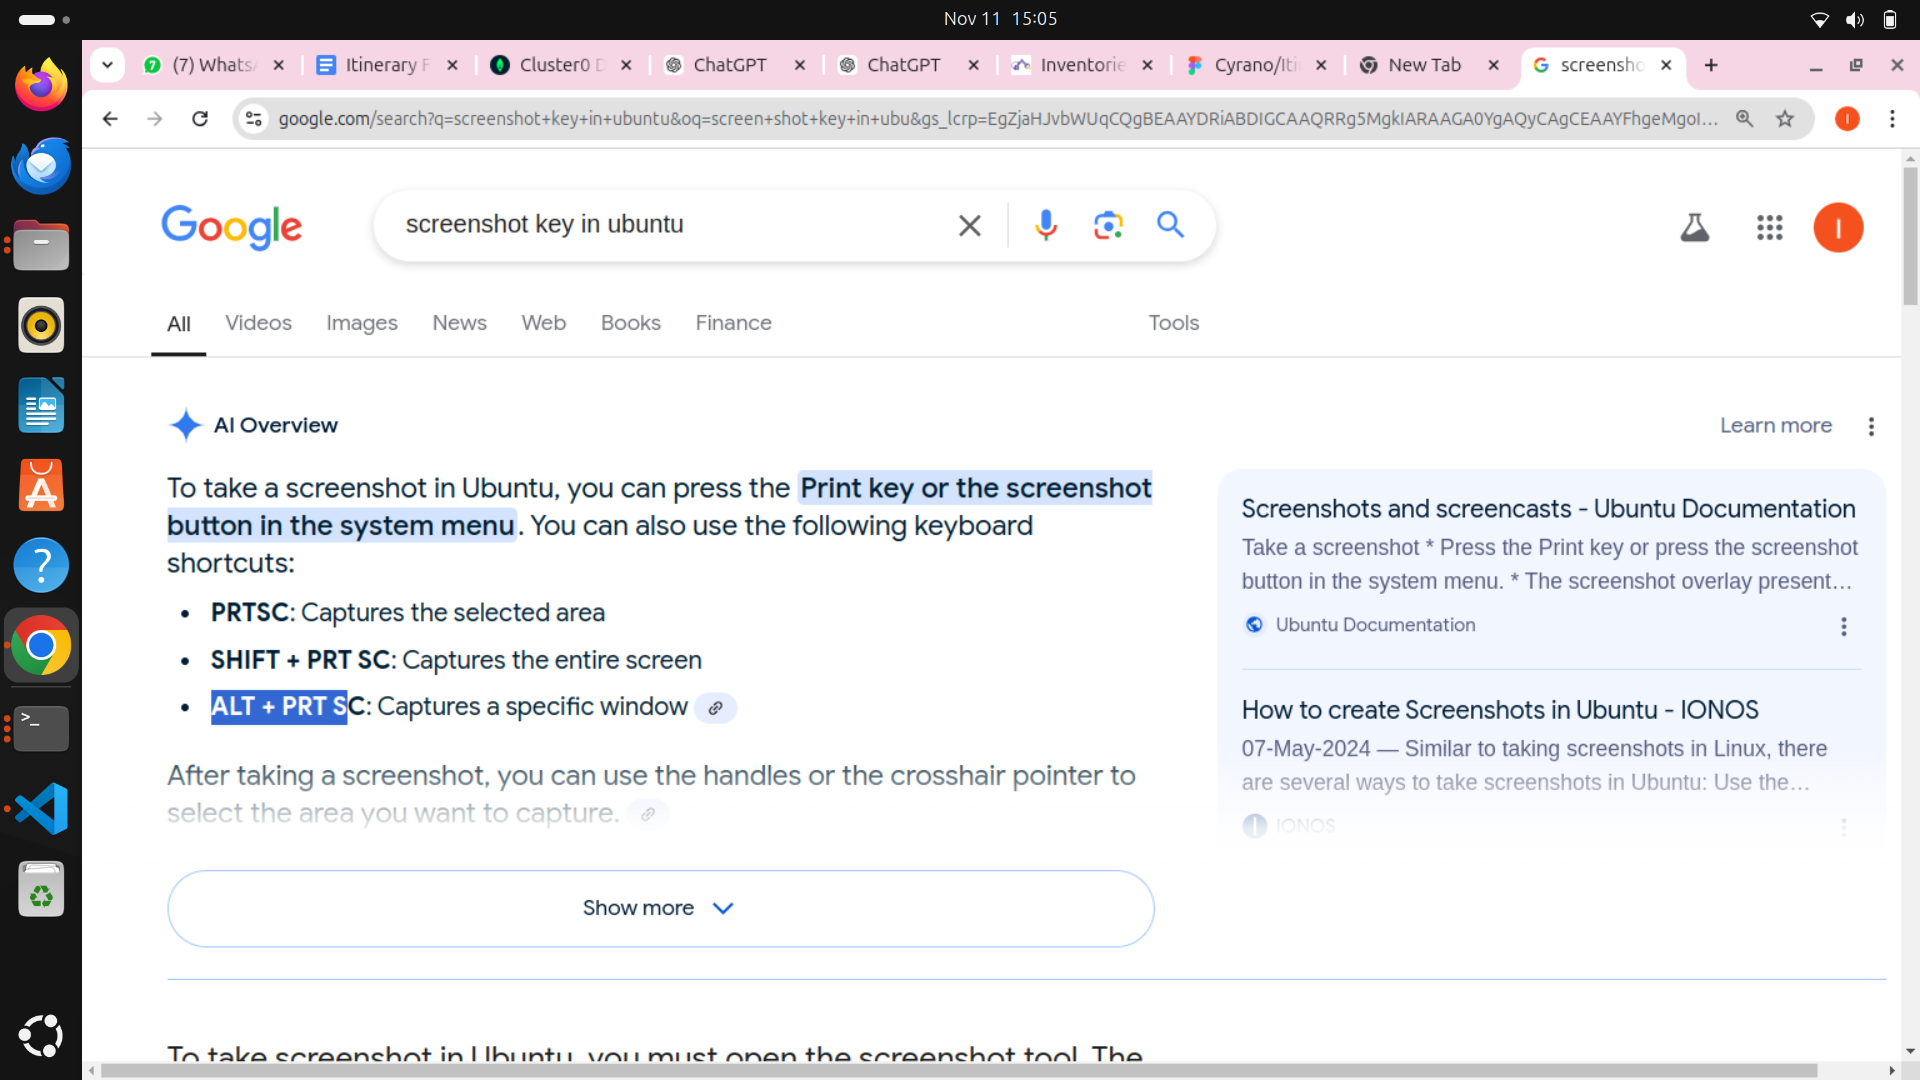 Nov 11 15:05
(7) Whats
Itinerary F
Cluster0 D
ChatGPT
ChatGPT
Inventorie
Cyrano/Iti
New Tab
screensho
google.com/search?q=screenshot+key+in+ubuntu&oq=screen+shot+key+in+ubu&gs_lcrp=EgZjaHJvbWUqCQgBEAAYDRiABDIGCAAQRRg5MgkIARAAGA0YgAQyCAgCEAAYFhgeMgoI...
Google
screenshot key in ubuntu
I
All Videos Images News Web Books Finance Tools
AI Overview
Learn more
To take a screenshot in Ubuntu, you can press the Print key or the screenshot
button in the system menu. You can also use the following keyboard
shortcuts:
• PRTSC: Captures the selected area
• SHIFT + PRT SC: Captures the entire screen
• ALT + PRT SC: Captures a specific window
After taking a screenshot, you can use the handles or the crosshair pointer to
select the area you want to capture.
Show more
Screenshots and screencasts - Ubuntu Documentation
Take a screenshot * Press the Print key or press the screenshot
button in the system menu. * The screenshot overlay present...
Ubuntu Documentation
How to create Screenshots in Ubuntu - IONOS
07-May-2024 — Similar to taking screenshots in Linux, there
are several ways to take screenshots in Ubuntu: Use the...
IONOS
To take screenshot in Ubuntu, you must open the screenshot tool. The